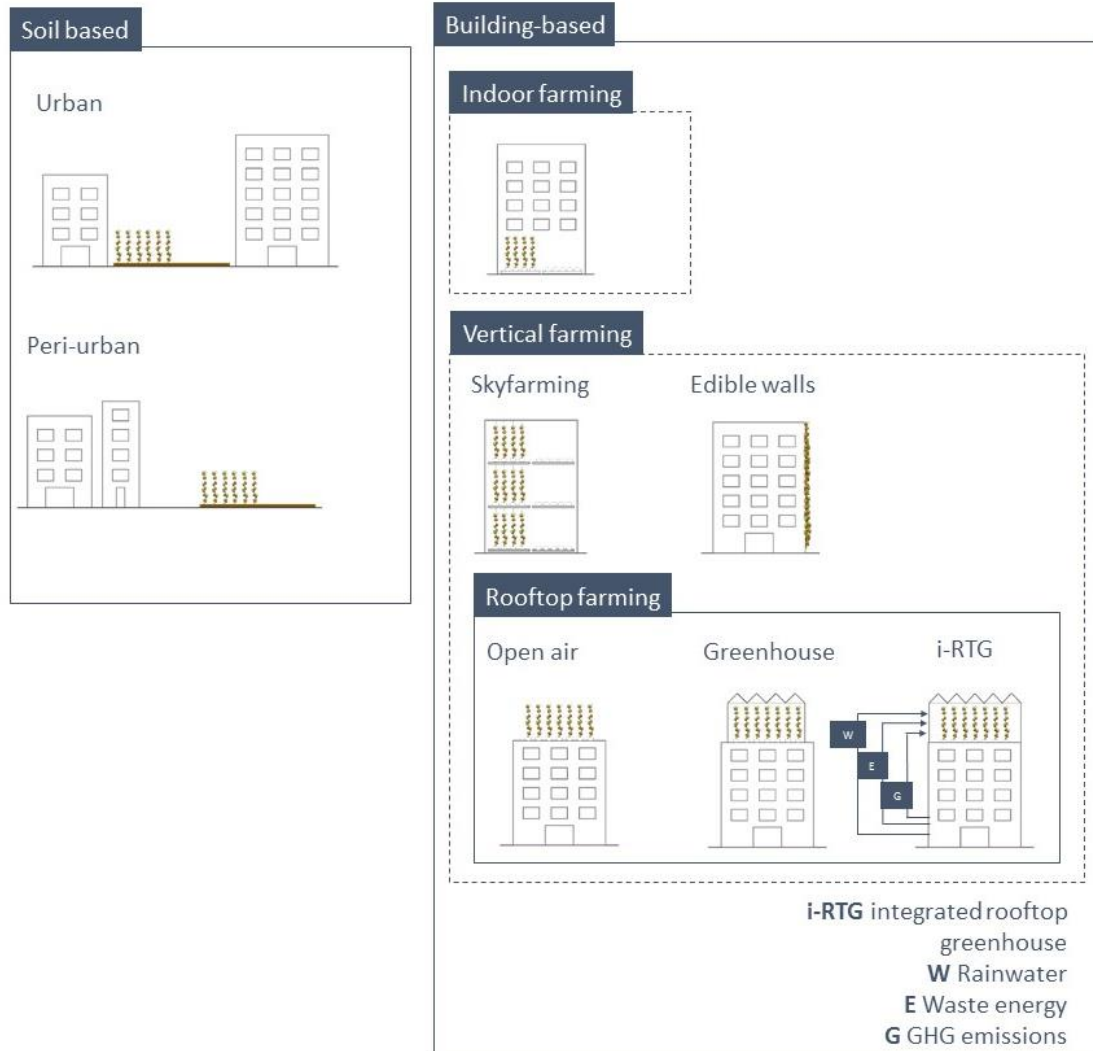 Soil based
Urban
Peri-urban
Building-based
Indoor farming
Vertical farming
Skyfarming
Edible walls
Rooftop farming
Open air
Greenhouse
i-RTG
W
E
G
i-RTG integrated rooftop
greenhouse
W Rainwater
E Waste energy
G GHG emissions